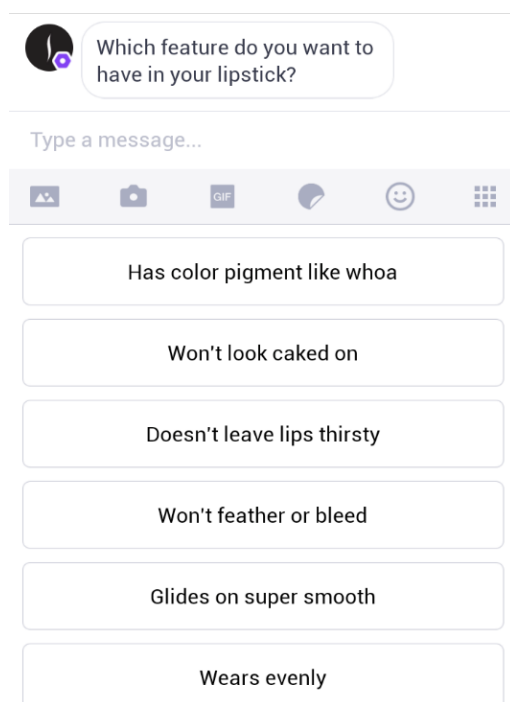 Which feature do you want to
have in your lipstick?
Type a message...
GIF
Has color pigment like whoa
Won't look caked on
Doesn't leave lips thirsty
Won't feather or bleed
Glides on super smooth
Wears evenly